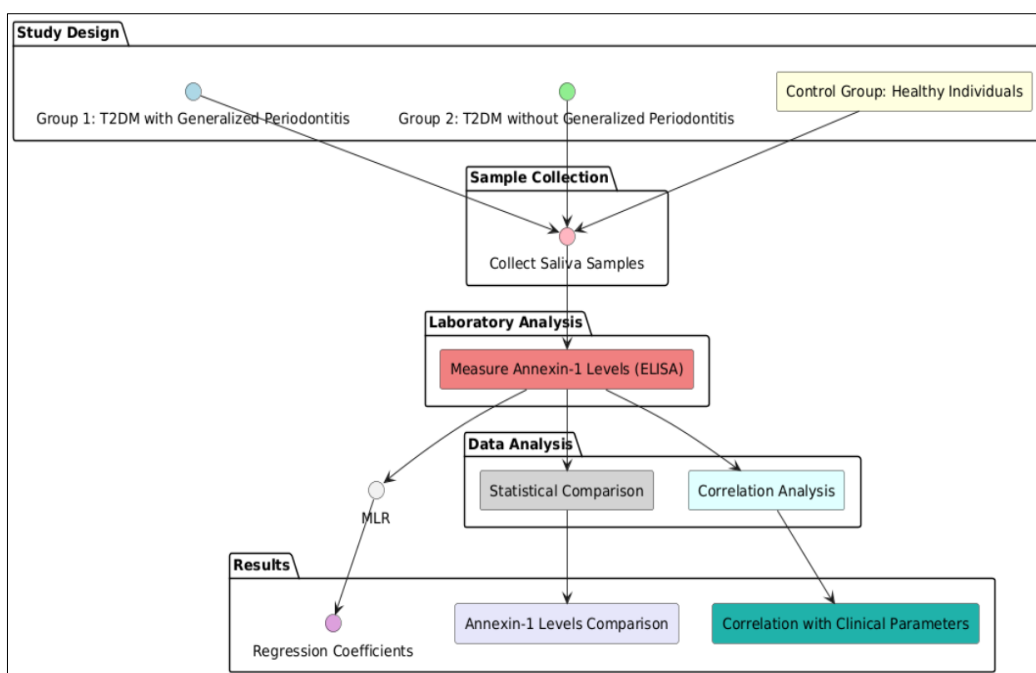 Study Design
Group 1: T2DM with Generalized Periodontitis
Group 2: T2DM without Generalized Periodontitis
Control Group: Healthy Individuals
Sample Collection
Collect Saliva Samples
Laboratory Analysis
Measure Annexin-1 Levels (ELISA)
Data Analysis
Statistical Comparison
Correlation Analysis
MLR
Results
Regression Coefficients
Annexin-1 Levels Comparison
Correlation with Clinical Parameters